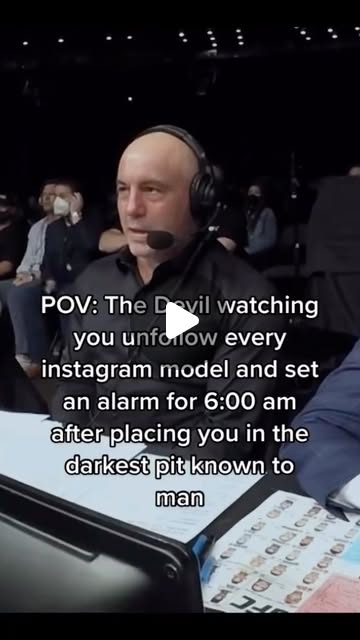 POV: The Devil watching
you unfollow every
instagram model and set
an alarm for 6:00 am
after placing you in the
darkest pit known to
man
UFC